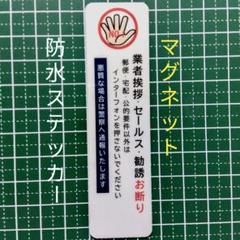 マグネット
NO
業者挨拶・セールス・勧誘お断り
郵便・宅配・公的要件以外は
インターフォンを押さないでください
悪質な場合は警察へ通報いたします
防水ステッカ